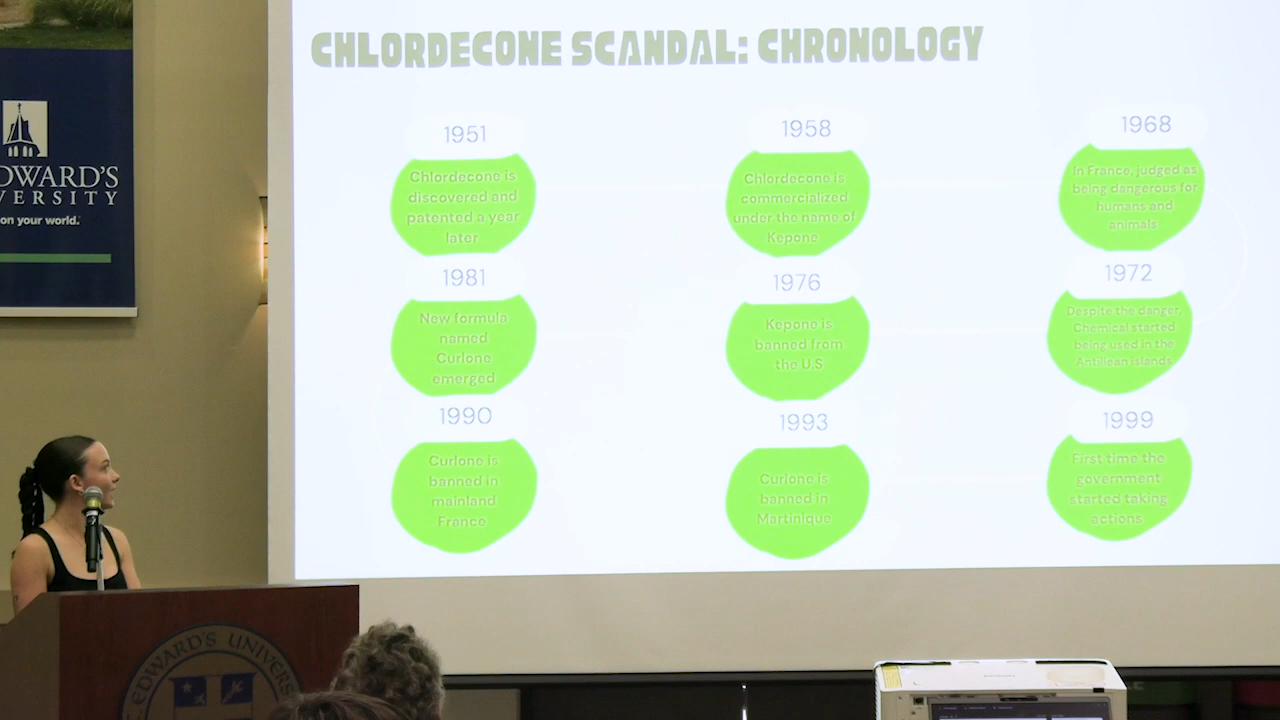 CHLORDECONE SCANDAL: CHRONOLOGY
1951
Chlordecone is
discovered and
patented a year
later
1958
Chlordecone is
commercialized
under the name of
Kepone
1968
In France, judged as
being dangerous for
humans and
animals
1981
New formula
named
Curlone
emerged
1976
Kepone is
banned from
the U.S
1972
Despite the danger,
Chemical started
being used in the
Antillean islands
1990
Curlone is
banned in
mainland
France
1993
Curlone is
banned in
Martinique
1999
First time the
government
started taking
actions
DWARD'S
VERSITY
on your world.
EDWARD'S UNIVERS